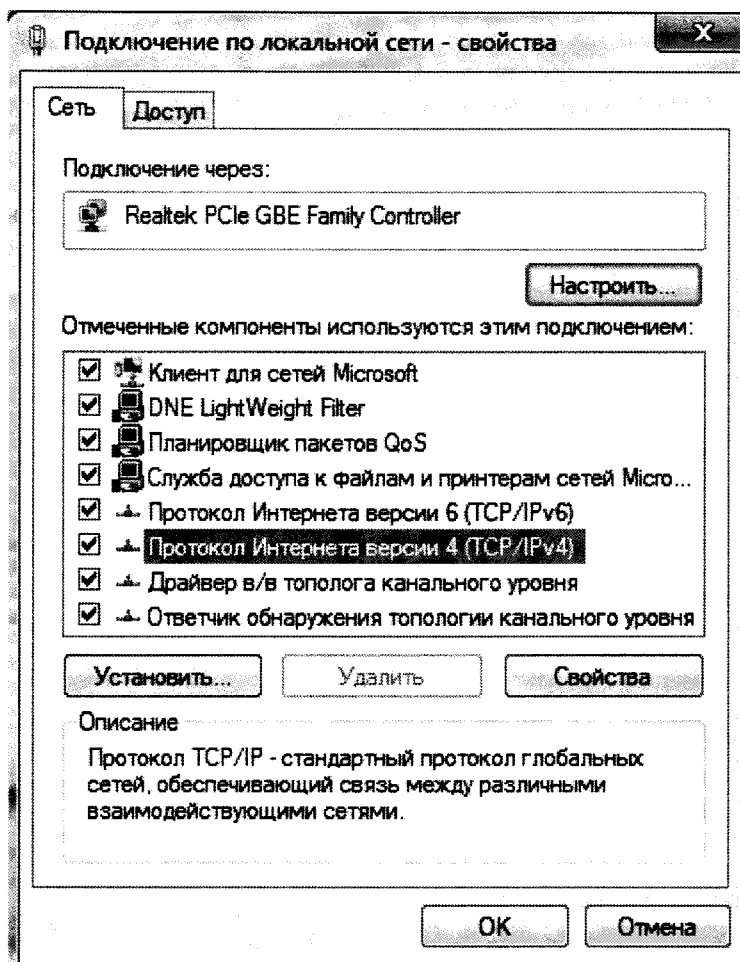 Подключение по локальной сети - свойства
Сеть
Доступ
Подключение через:
Realtek PCIe GBE Family Controller
Настроить...
Отмеченные компоненты используются этим подключением:
Клиент для сетей Microsoft
DNE LightWeight Filter
Планировщик пакетов QoS
Служба доступа к файлам и принтерам сетей Micro...
Протокол Интернета версии 6 (TCP/IPv6)
Протокол Интернета версии 4 (TCP/IPv4)
Драйвер в/в тополога канального уровня
Ответчик обнаружения топологии канального уровня
Установить...
Удалить
Свойства
Описание
Протокол TCP/IP - стандартный протокол глобальных
сетей, обеспечивающий связь между различными
взаимодействующими сетями.
OK
Отмена